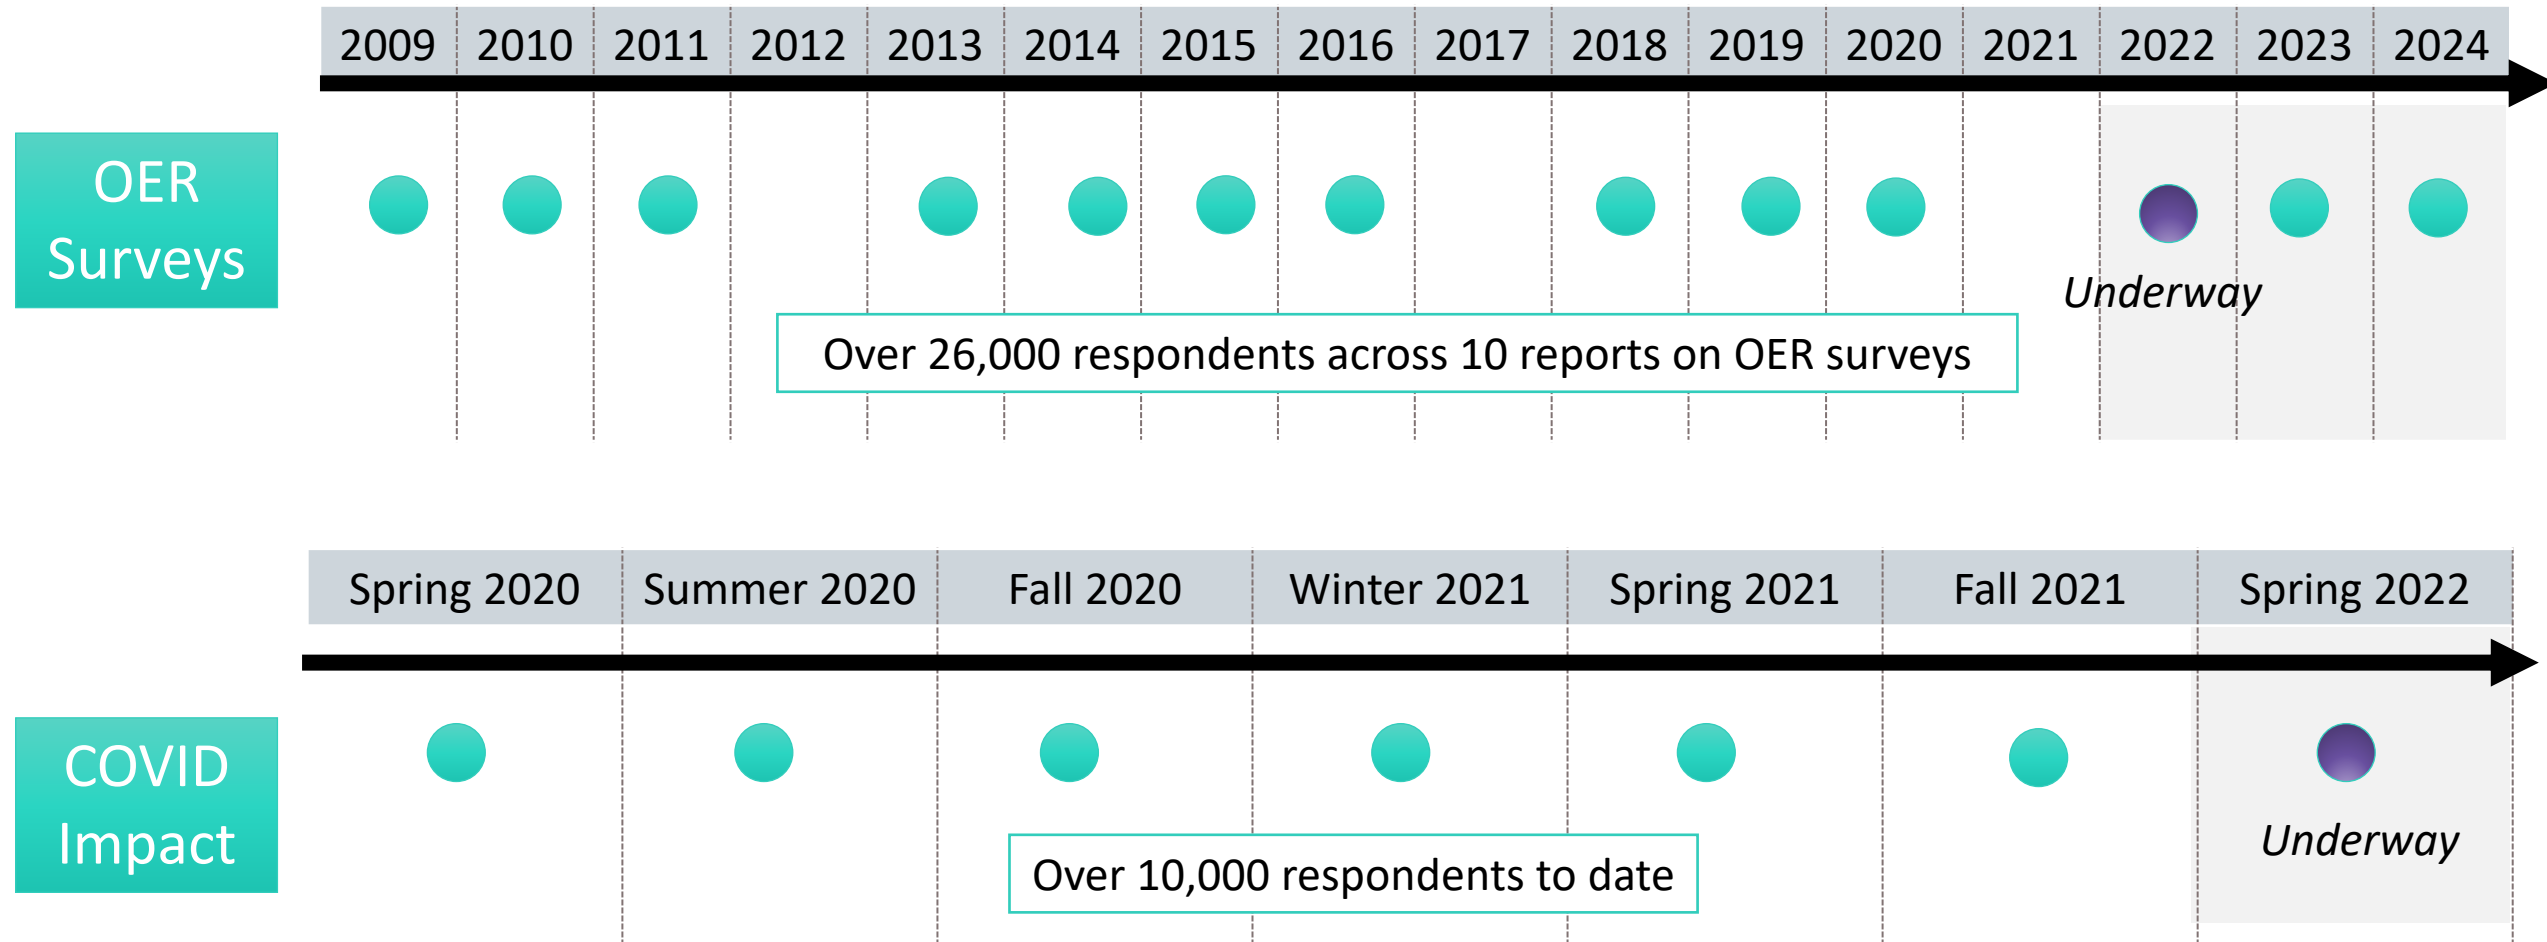 2009 2010 2011 2012 2013 2014 2015 2016 2017 2018 2019 2020 2021 2022 2023 2024
OER
Surveys
Underway
Over 26,000 respondents across 10 reports on OER surveys
Spring 2020 Summer 2020 Fall 2020 Winter 2021 Spring 2021 Fall 2021 Spring 2022
COVID
Impact
Underway
Over 10,000 respondents to date